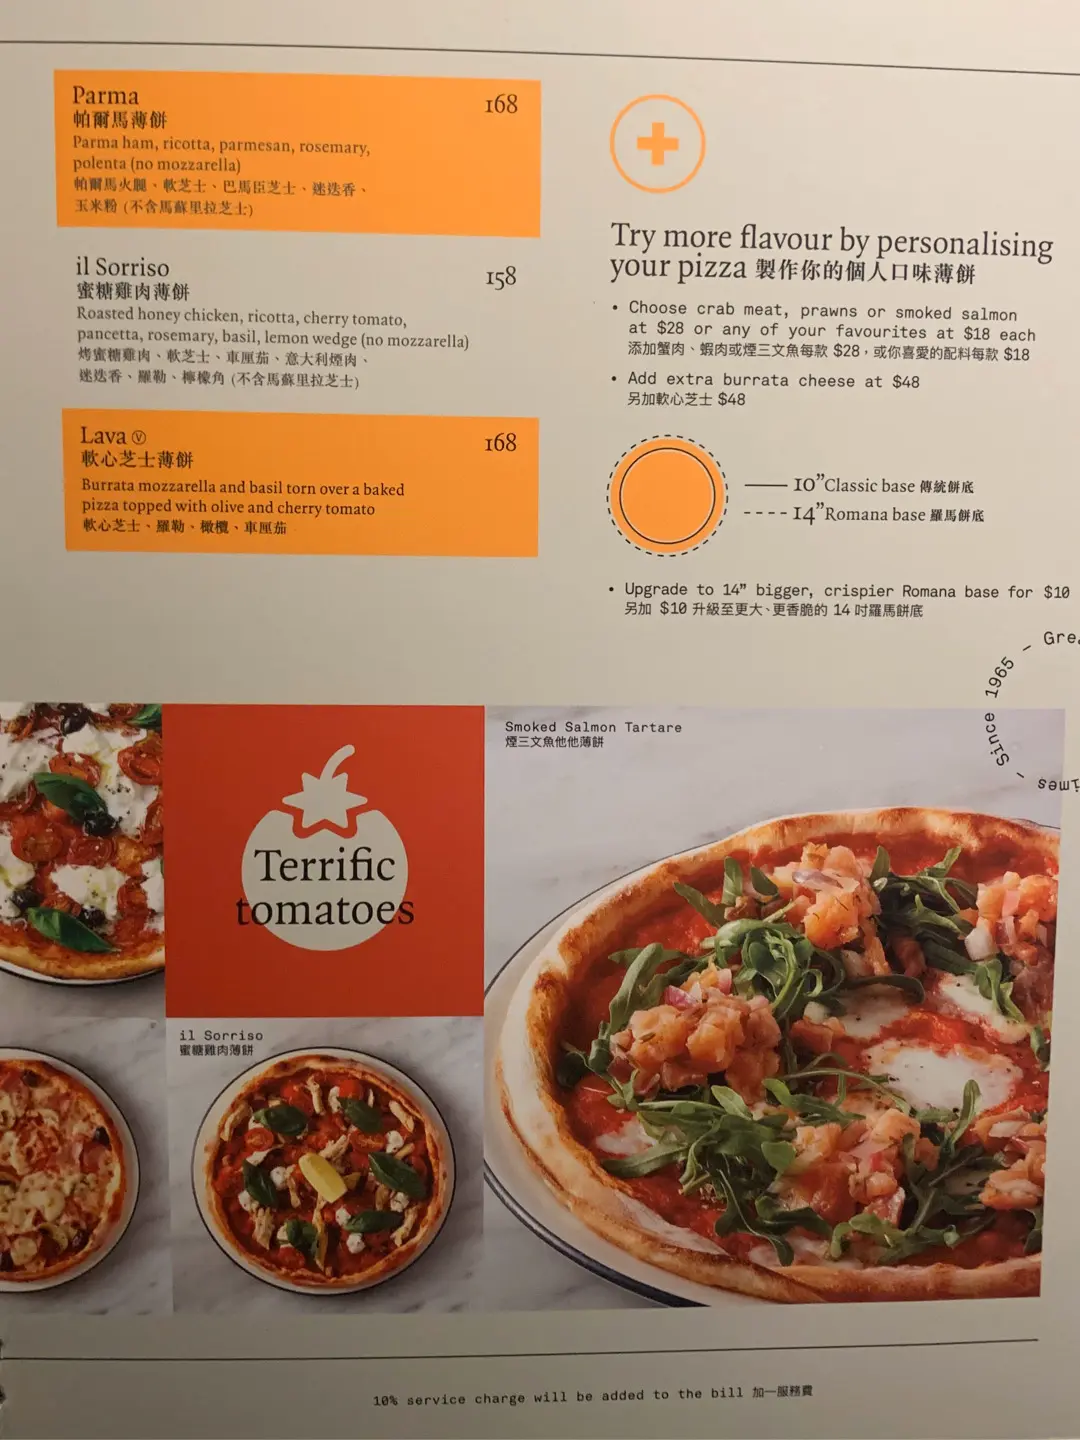 Parma
168
帕爾馬薄餅
Parma ham, ricotta, parmesan, rosemary,
polenta (no mozzarella)
帕爾馬火腿、軟芝士、巴馬臣芝士、迷迭香、
玉米粉 (不含馬蘇里拉芝士)
il Sorriso
158
蜜糖雞肉薄餅
Roasted honey chicken, ricotta, cherry tomato,
pancetta, rosemary, basil, lemon wedge (no mozzarella)
烤蜜糖雞肉、軟芝士、車厘茄、意大利煙肉、
迷迭香、羅勒、檸檬角 (不含馬蘇里拉芝士)
Lava Ⓥ
168
軟心芝士薄餅
Burrata mozzarella and basil torn over a baked
pizza topped with olive and cherry tomato
軟心芝士、羅勒、橄欖、車厘茄
Try more flavour by personalising
your pizza 製作你的個人口味薄餅
• Choose crab meat, prawns or smoked salmon
at $28 or any of your favourites at $18 each
添加蟹肉、蝦肉或煙三文魚每款 $28，或你喜愛的配料每款 $18
• Add extra burrata cheese at $48
另加軟心芝士 $48
10” Classic base 傳統餅底
14” Romana base 羅馬餅底
• Upgrade to 14” bigger, crispier Romana base for $10
另加 $10 升級至更大、更香脆的 14 吋羅馬餅底
Since 1965 –
Smoked Salmon Tartare
煙三文魚他他薄餅
Terrific
tomatoes
il Sorriso
蜜糖雞肉薄餅
10% service charge will be added to the bill 加一服務費